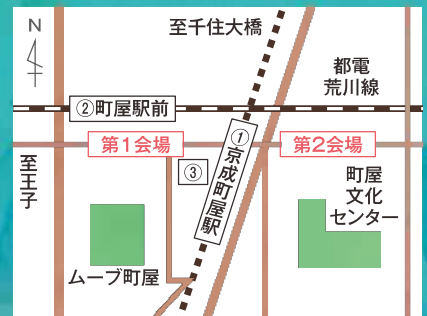 N
至千住大橋
都電
荒川線
②町屋駅前
第1会場
①京成町屋駅
第2会場
③
至王子
町屋
文化
センター
ムーブ町屋